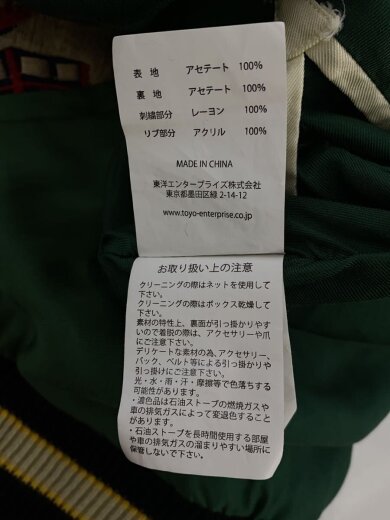 表 地 アセテート 100%
裏 地 アセテート 100%
刺繍部分 レーヨン 100%
リブ部分 アクリル 100%
MADE IN CHINA
東洋エンタープライズ株式会社
東京都墨田区緑 2-14-12
www.toyo-enterprise.co.jp
お取り扱い上の注意
クリーニングの際はネットを使用して
下さい。
クリーニングの際はボックス乾燥して
下さい。
素材の特性上、裏面が引っ掛かりやす
いので着脱の際は、アクセサリーや爪
にご注意下さい。
デリケートな素材の為、アクセサリー、
バック、ベルト等による引っ掛かりや
引っ掛けにご注意下さい。
光・水・雨・汗・摩擦等で色落ちする
可能性があります。
・濃色品は石油ストーブの燃焼ガスや
車の排気ガスによって変退色すること
があります。
・石油ストーブを長時間使用する部屋
や車の排気ガスの溜まりやすい場所に
保管しないで下さい。